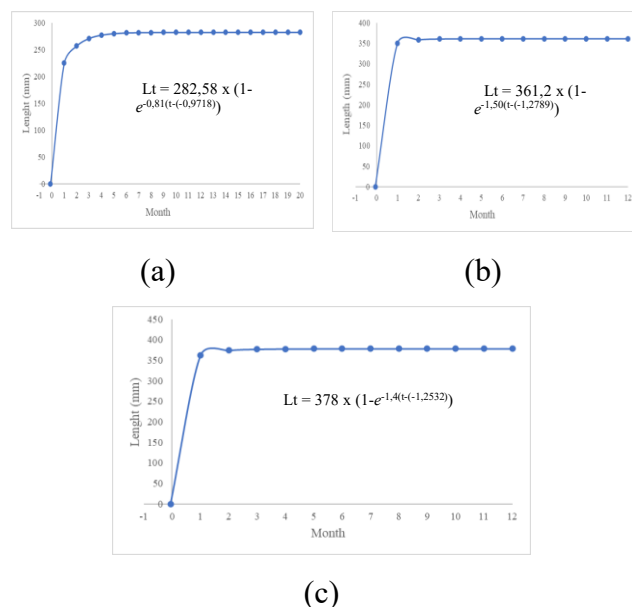 300
250
200
150
100
50
0
Lenght (mm)
Lt = 282,58 x (1-
e-0,81(t-(-0,9718))
-1 0 1 2 3 4 5 6 7 8 9 10 11 12 13 14 15 16 17 18 19 20
Month
(a)
400
350
300
250
200
150
100
50
0
Length (mm)
Lt = 361,2 x (1-
e-1,50(t-(-1,2789))
-1 0 1 2 3 4 5 6 7 8 9 10 11 12
Month
(b)
450
400
350
300
250
200
150
100
50
0
Lenght (mm)
Lt = 378 x (1-e-1,4(t-(-1,2532))
-1 0 1 2 3 4 5 6 7 8 9 10 11 12
Month
(c)